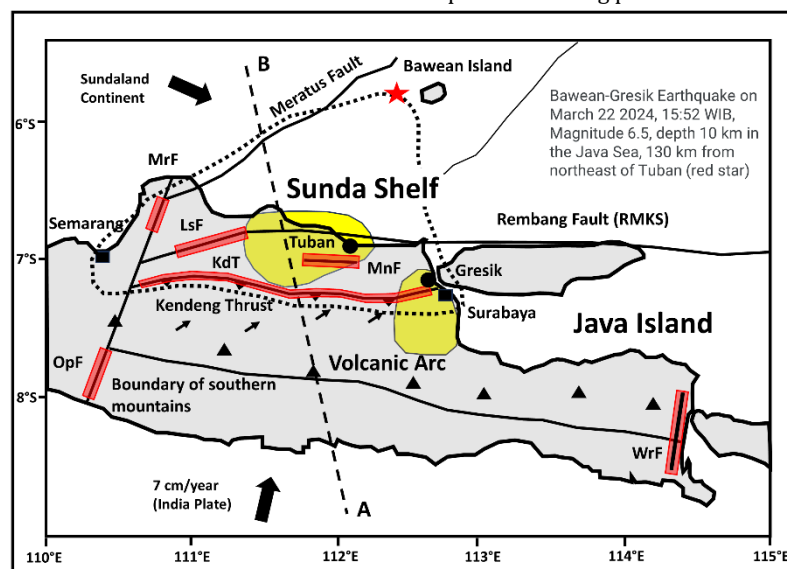 B
Bawean Island
Sundaland
Continent
Meratus Fault
Bawean-Gresik Earthquake on
March 22 2024, 15:52 WIB,
Magnitude 6.5, depth 10 km in
the Java Sea, 130 km from
northeast of Tuban (red star)
6°S
MrF
Sunda Shelf
Semarang
LsF
Rembang Fault (RMKS)
Tuban
7°S
KdT
MnF
Gresik
Kendeng Thrust
Surabaya
Java Island
Volcanic Arc
OpF
Boundary of southern
mountains
8°S
WrF
7 cm/year
(India Plate)
A
110°E
111°E
112°E
113°E
114°E
115°E